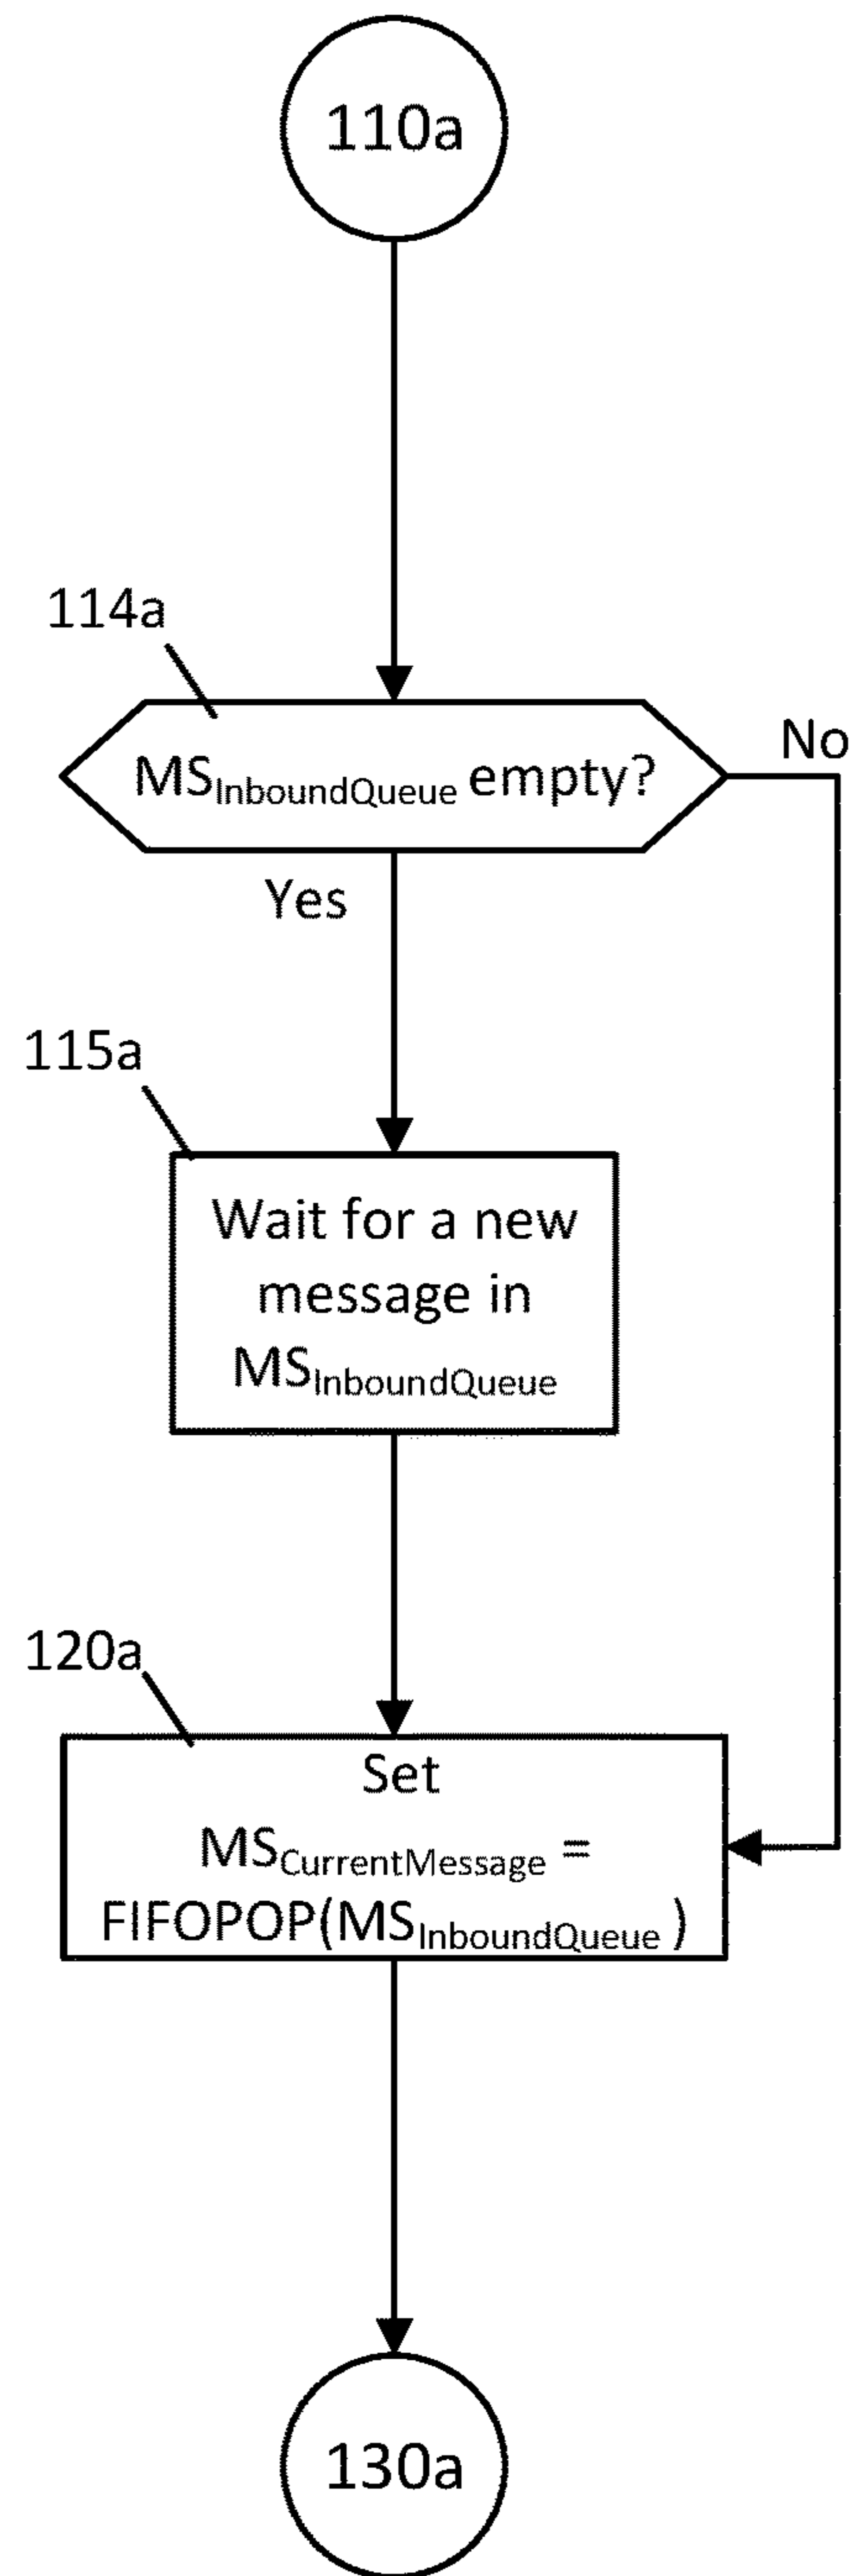 110a
114a
MSInboundQueue empty?
No
Yes
115a
Wait for a new
message in
MSInboundQueue
120a
Set
MSCurrentMessage =
FIFOPOP(MSInboundQueue )
130a